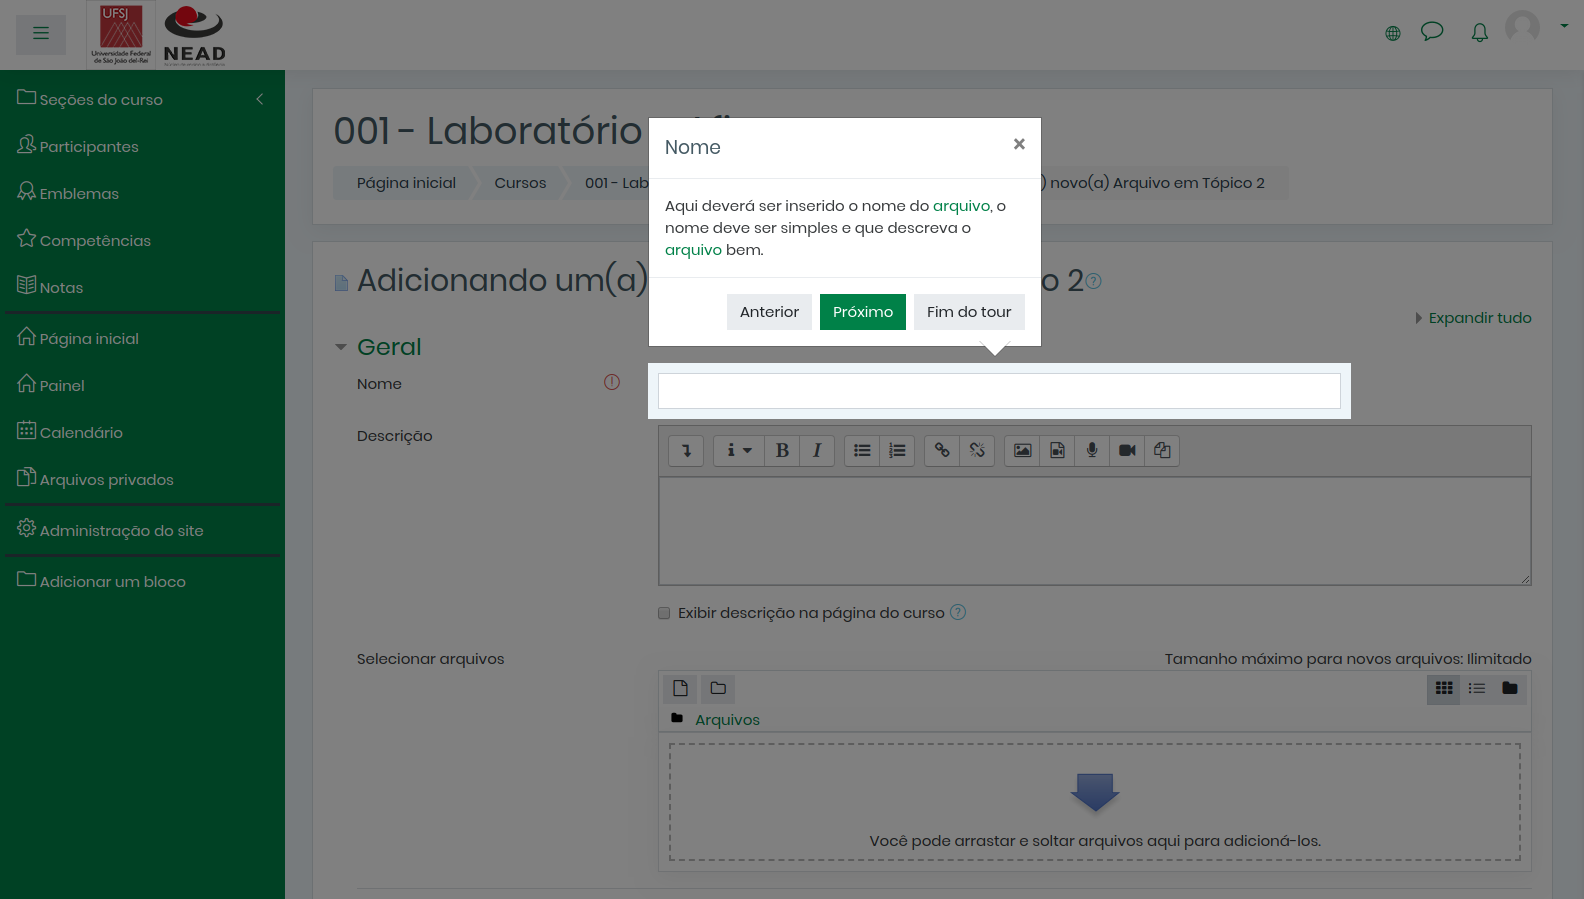 UFSJ
Universidade Federal
de São João del-Rei
NEAD
Seções do curso
Participantes
Emblemas
Competências
Notas
Página inicial
Painel
Calendário
Arquivos privados
Administração do site
Adicionar um bloco
001 - Laboratório
Página inicial
Cursos
001 - Lab
) novo(a) Arquivo em Tópico 2
Nome
×
Aqui deverá ser inserido o nome do arquivo, o
nome deve ser simples e que descreva o
arquivo bem.
Anterior
Próximo
Fim do tour
Adicionando um(a)
o 2
Expandir tudo
Geral
Nome
Descrição
i B I
Exibir descrição na página do curso
Selecionar arquivos
Tamanho máximo para novos arquivos: Ilimitado
Arquivos
Você pode arrastar e soltar arquivos aqui para adicioná-los.